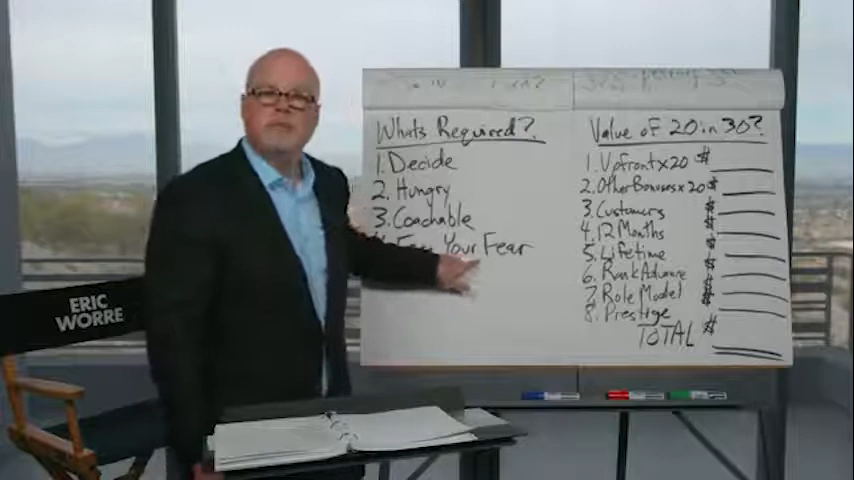 ERIC
WORRE
Whats Required?
1. Decide
2. Hungry
3. Coachable
Your Fear
Value of 20 in 30?
1. Upfront x 20 $
2. Other Bonuses x 20 $
3. Customers $
4. 12 Months $
5. Lifetime $
6. Rank Advance $
7. Role Model $
8. Prestige $
TOTAL $